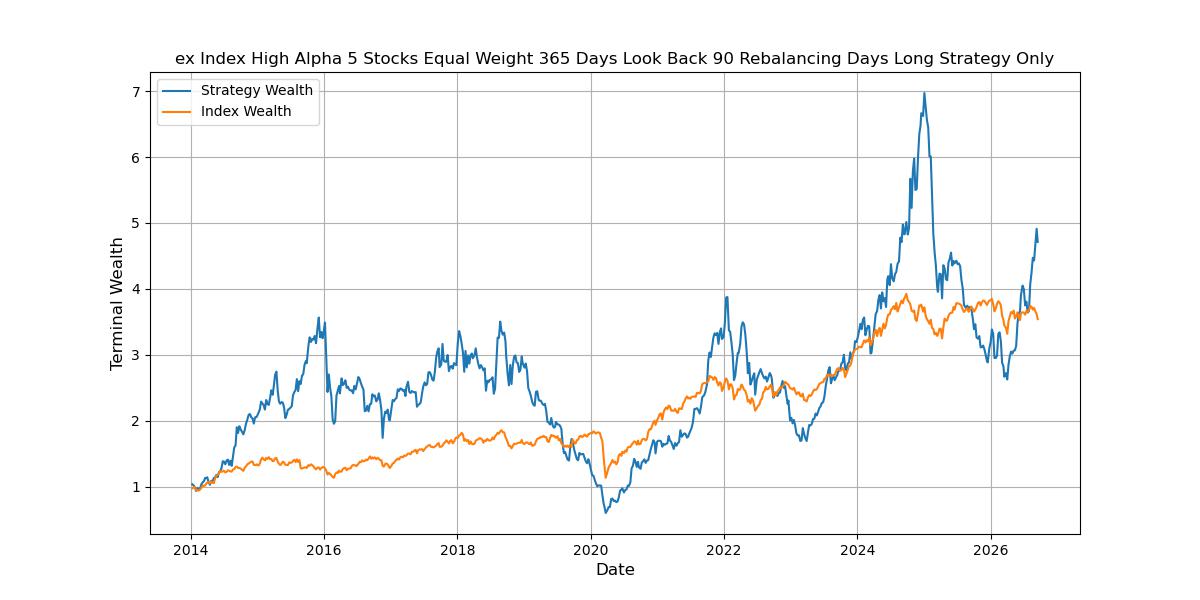 ex Index High Alpha 5 Stocks Equal Weight 365 Days Look Back 90 Rebalancing Days Long Strategy Only
Strategy Wealth
Index Wealth
7
6
5
4
3
2
1
Terminal Wealth
2014 2016 2018 2020 2022 2024 2026
Date